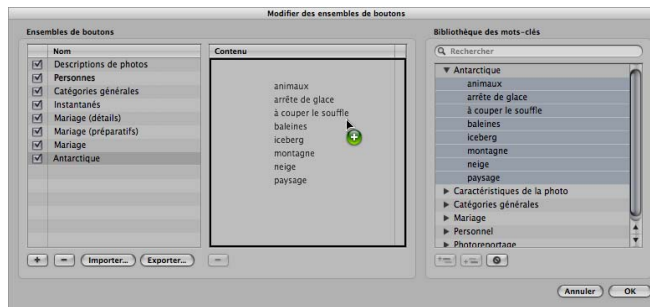 Modifier des ensembles de boutons
Ensembles de boutons
Nom
Descriptions de photos
Personnes
Catégories générales
Instantanés
Mariage (détails)
Mariage (préparatifs)
Mariage
Antarctique
Importer...
Exporter...
Contenu
animaux
arrête de glace
à couper le souffle
baleines
iceberg
montagne
neige
paysage
Bibliothèque des mots-clés
Rechercher
Antarctique
animaux
arrête de glace
à couper le souffle
baleines
iceberg
montagne
neige
paysage
Caractéristiques de la photo
Catégories générales
Mariage
Personnel
Photoreportage
Annuler
OK